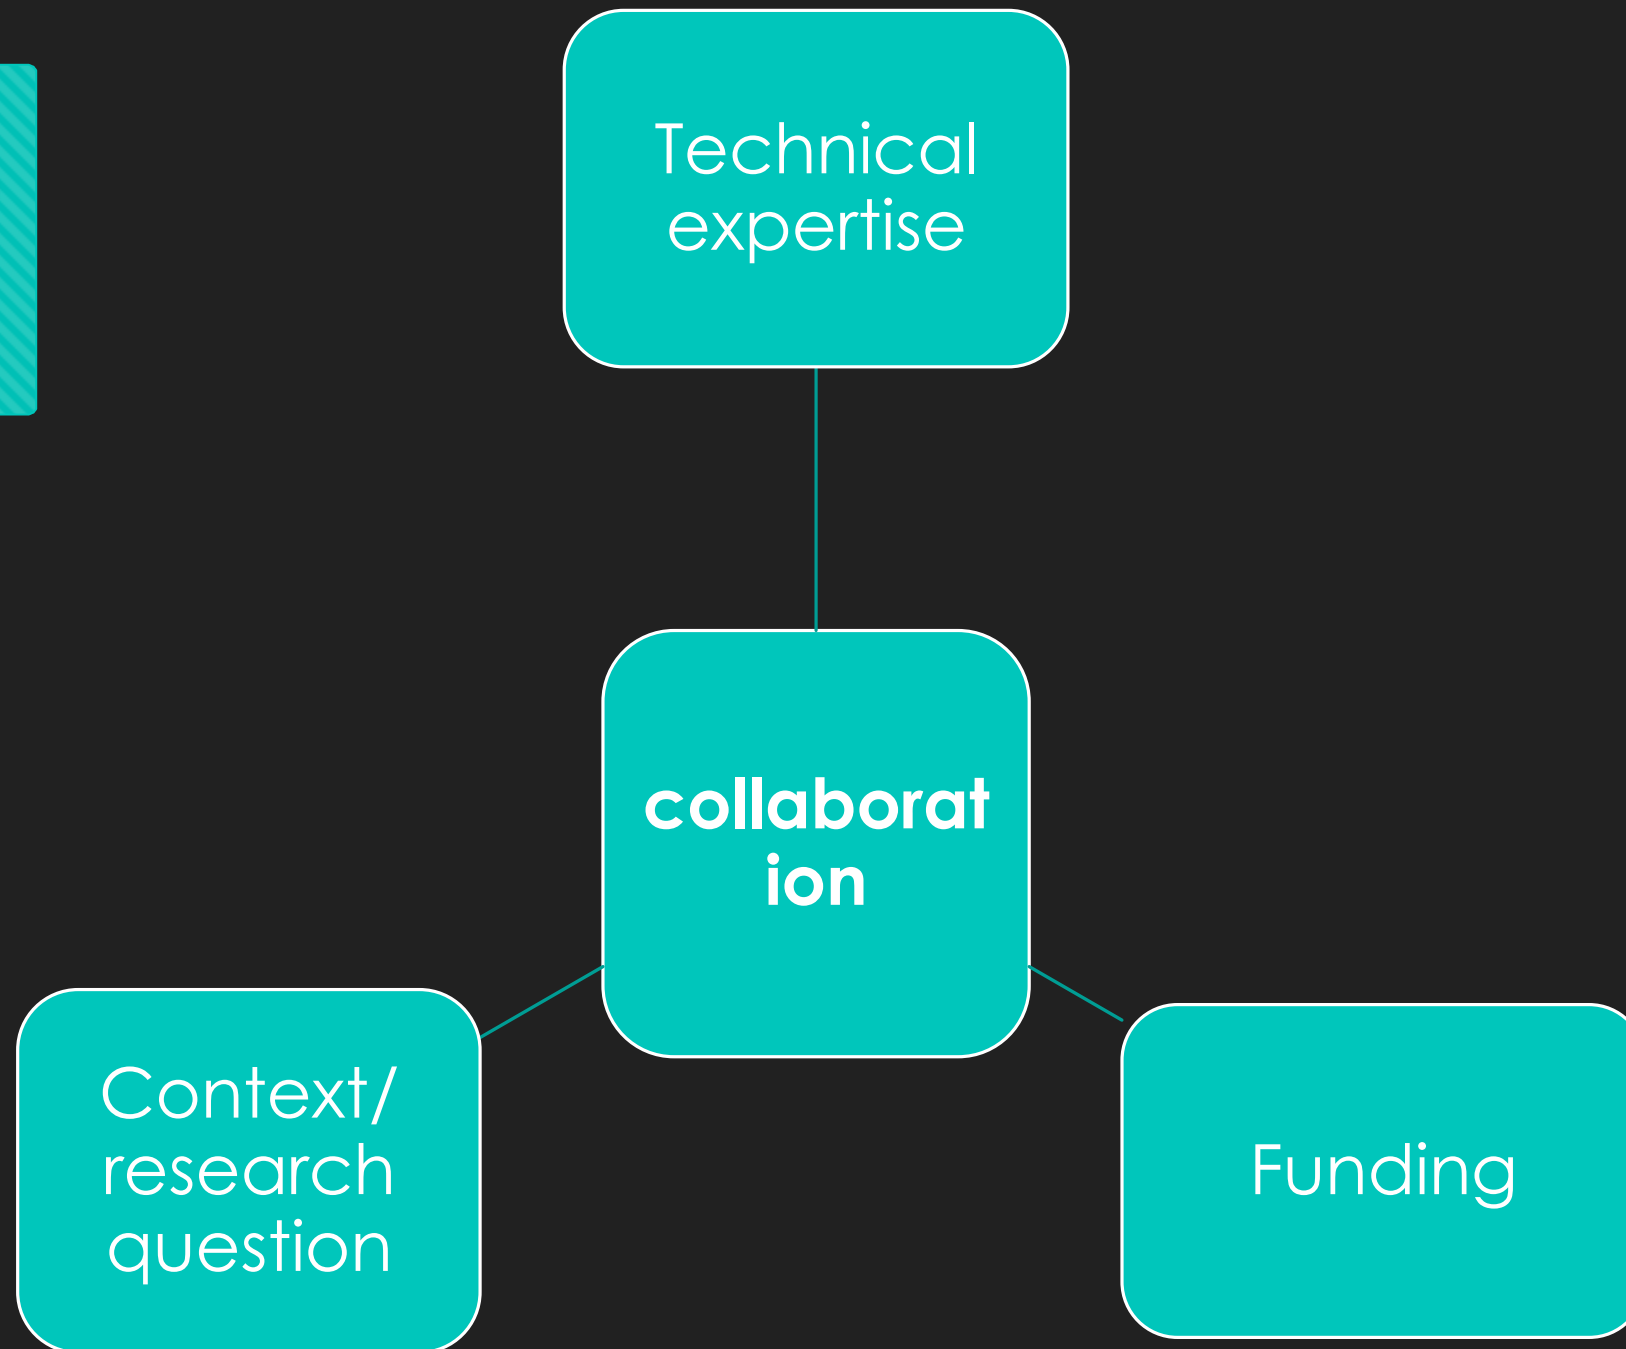 Technical
expertise
collaborat
ion
Context/
research
question
Funding